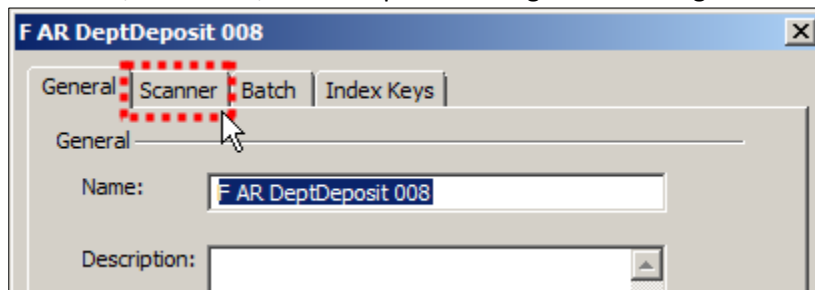 F AR DeptDeposit 008
General Scanner Batch Index Keys
General
Name: F AR DeptDeposit 008
Description: